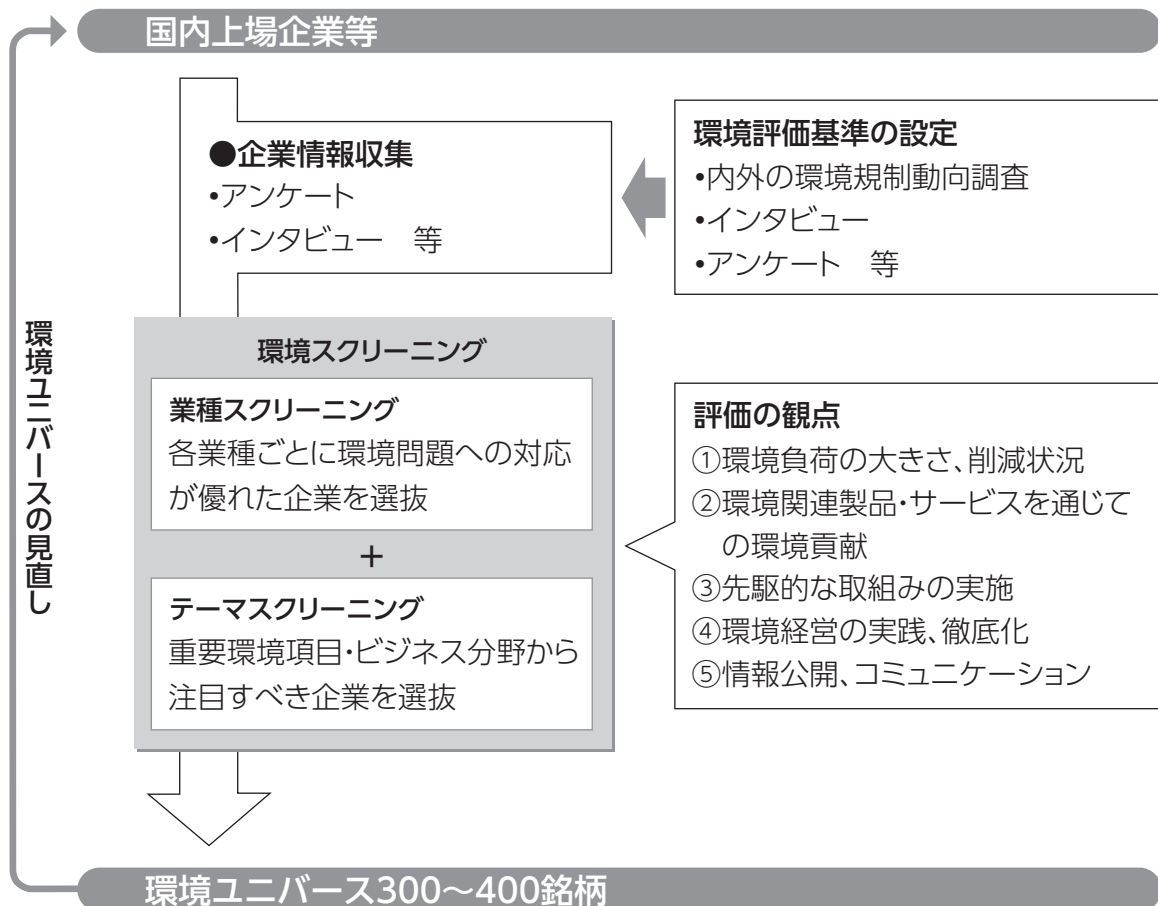 国内上場企業等
●企業情報収集
•アンケート
•インタビュー　等
環境評価基準の設定
•内外の環境規制動向調査
•インタビュー
•アンケート　等
環境ユニバースの見直し
環境スクリーニング
業種スクリーニング
各業種ごとに環境問題への対応
が優れた企業を選抜
+
テーマスクリーニング
重要環境項目・ビジネス分野から
注目すべき企業を選抜
評価の観点
①環境負荷の大きさ、削減状況
②環境関連製品・サービスを通じて
の環境貢献
③先駆的な取組みの実施
④環境経営の実践、徹底化
⑤情報公開、コミュニケーション
環境ユニバース300〜400銘柄